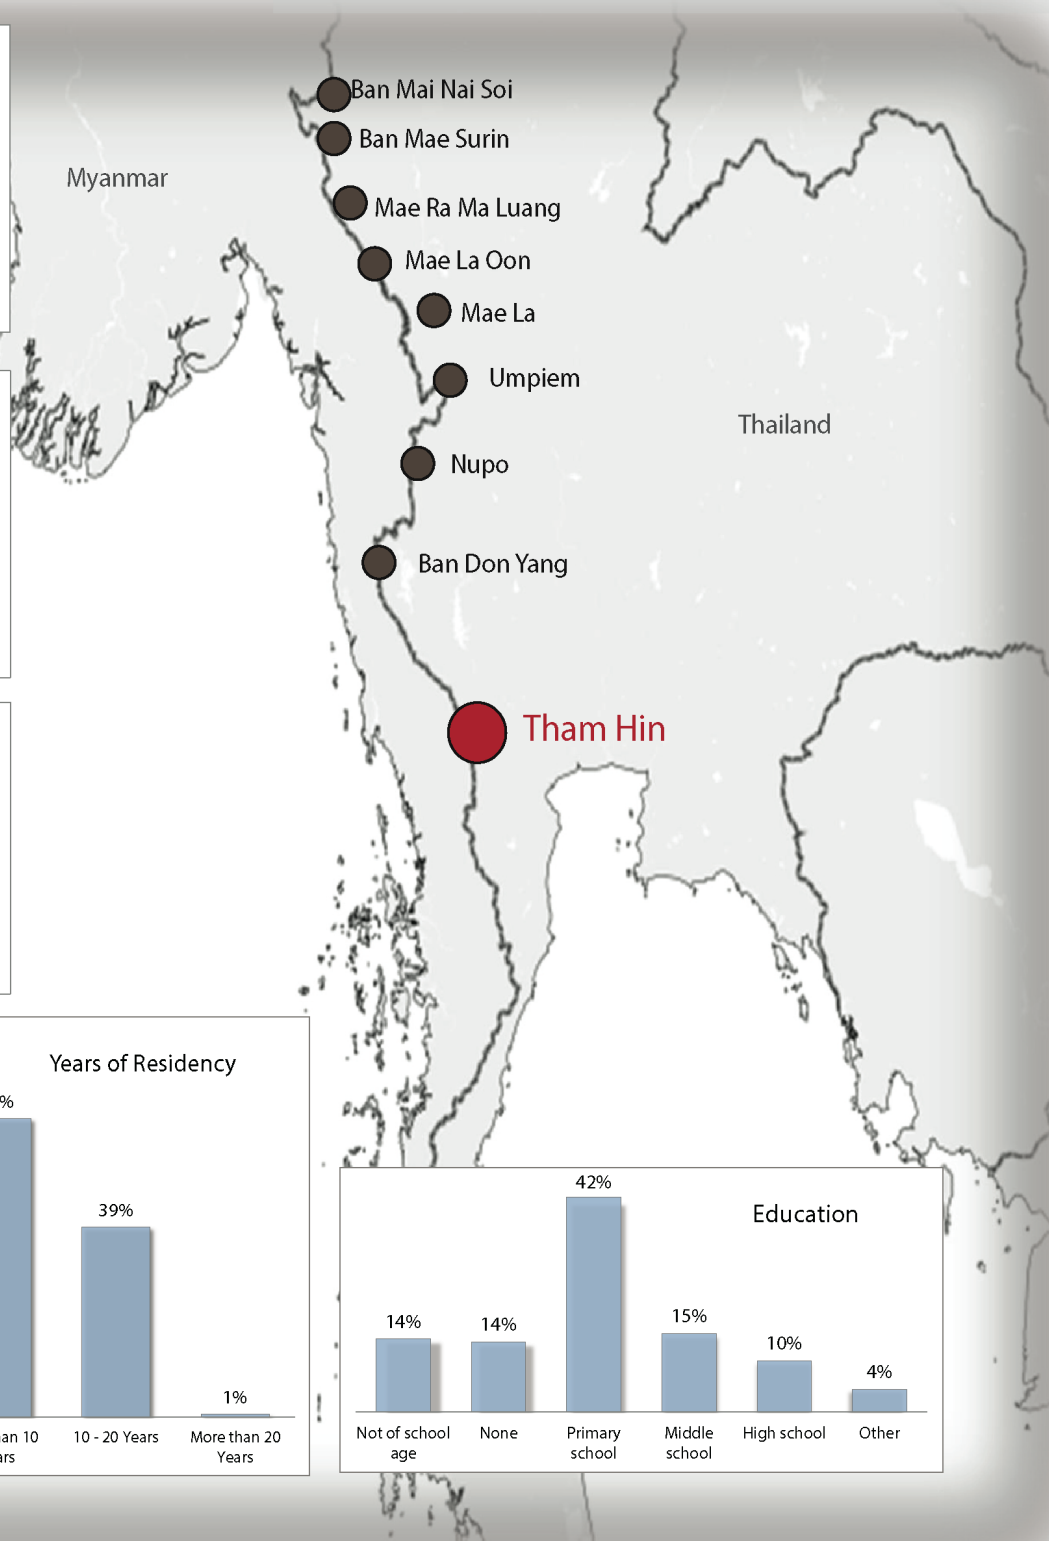 Ban Mai Nai Soi
Ban Mae Surin
Myanmar
Mae Ra Ma Luang
Mae La Oon
Mae La
Umpiem
Thailand
Nupo
Ban Don Yang
Tham Hin
Years of Residency
%
39%
1%
10
10 - 20 Years
More than 20
Years
Education
42%
14%
14%
15%
10%
4%
Not of school
age
None
Primary
school
Middle
school
High school
Other